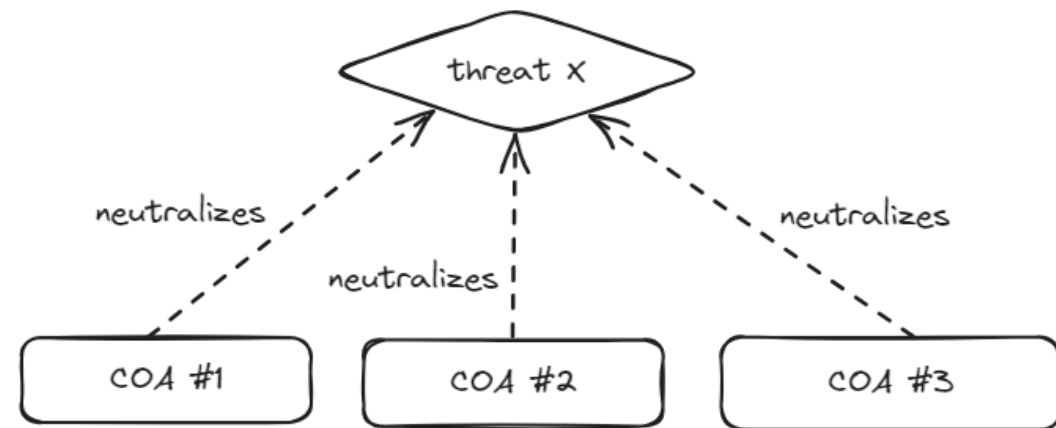 threat X
neutralizes
neutralizes
neutralizes
COA #1
COA #2
COA #3